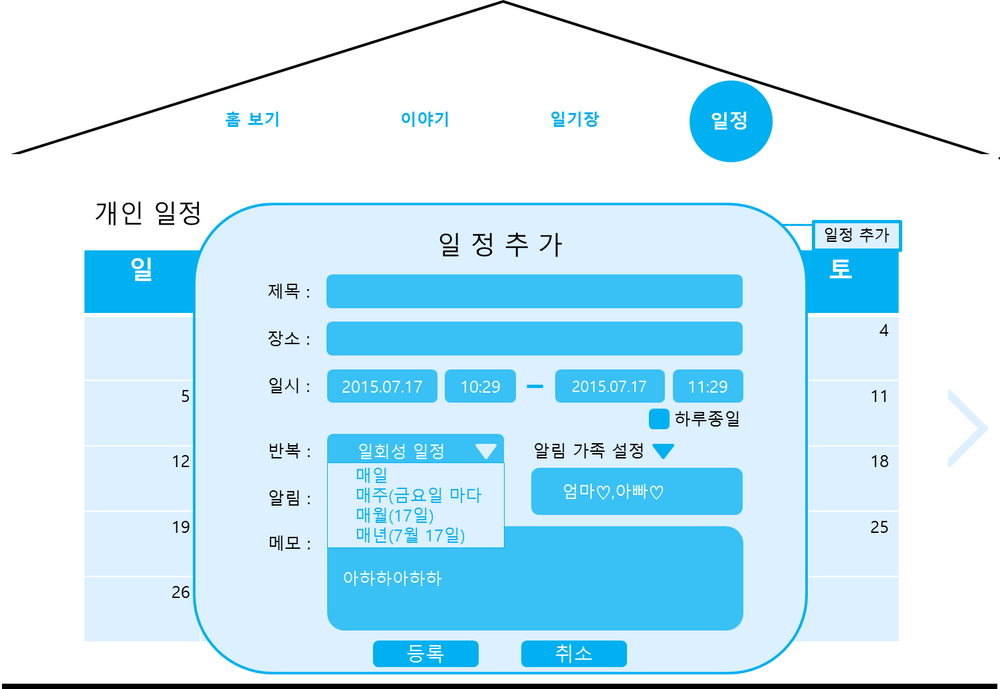 홈 보기 이야기 일기장 일정
개인 일정
일정 추가
일 토
일 정 추 가
제목 :
장소 :
일시 : 2015.07.17 10:29 – 2015.07.17 11:29
하루종일
반복 : 일회성 일정
알림 가족 설정
매일
매주(금요일 마다
매월(17일)
매년(7월 17일)
알림 :
엄마♡,아빠♡
메모 :
아하하아하하
등록 취소
4
5 11
12 18
19 25
26